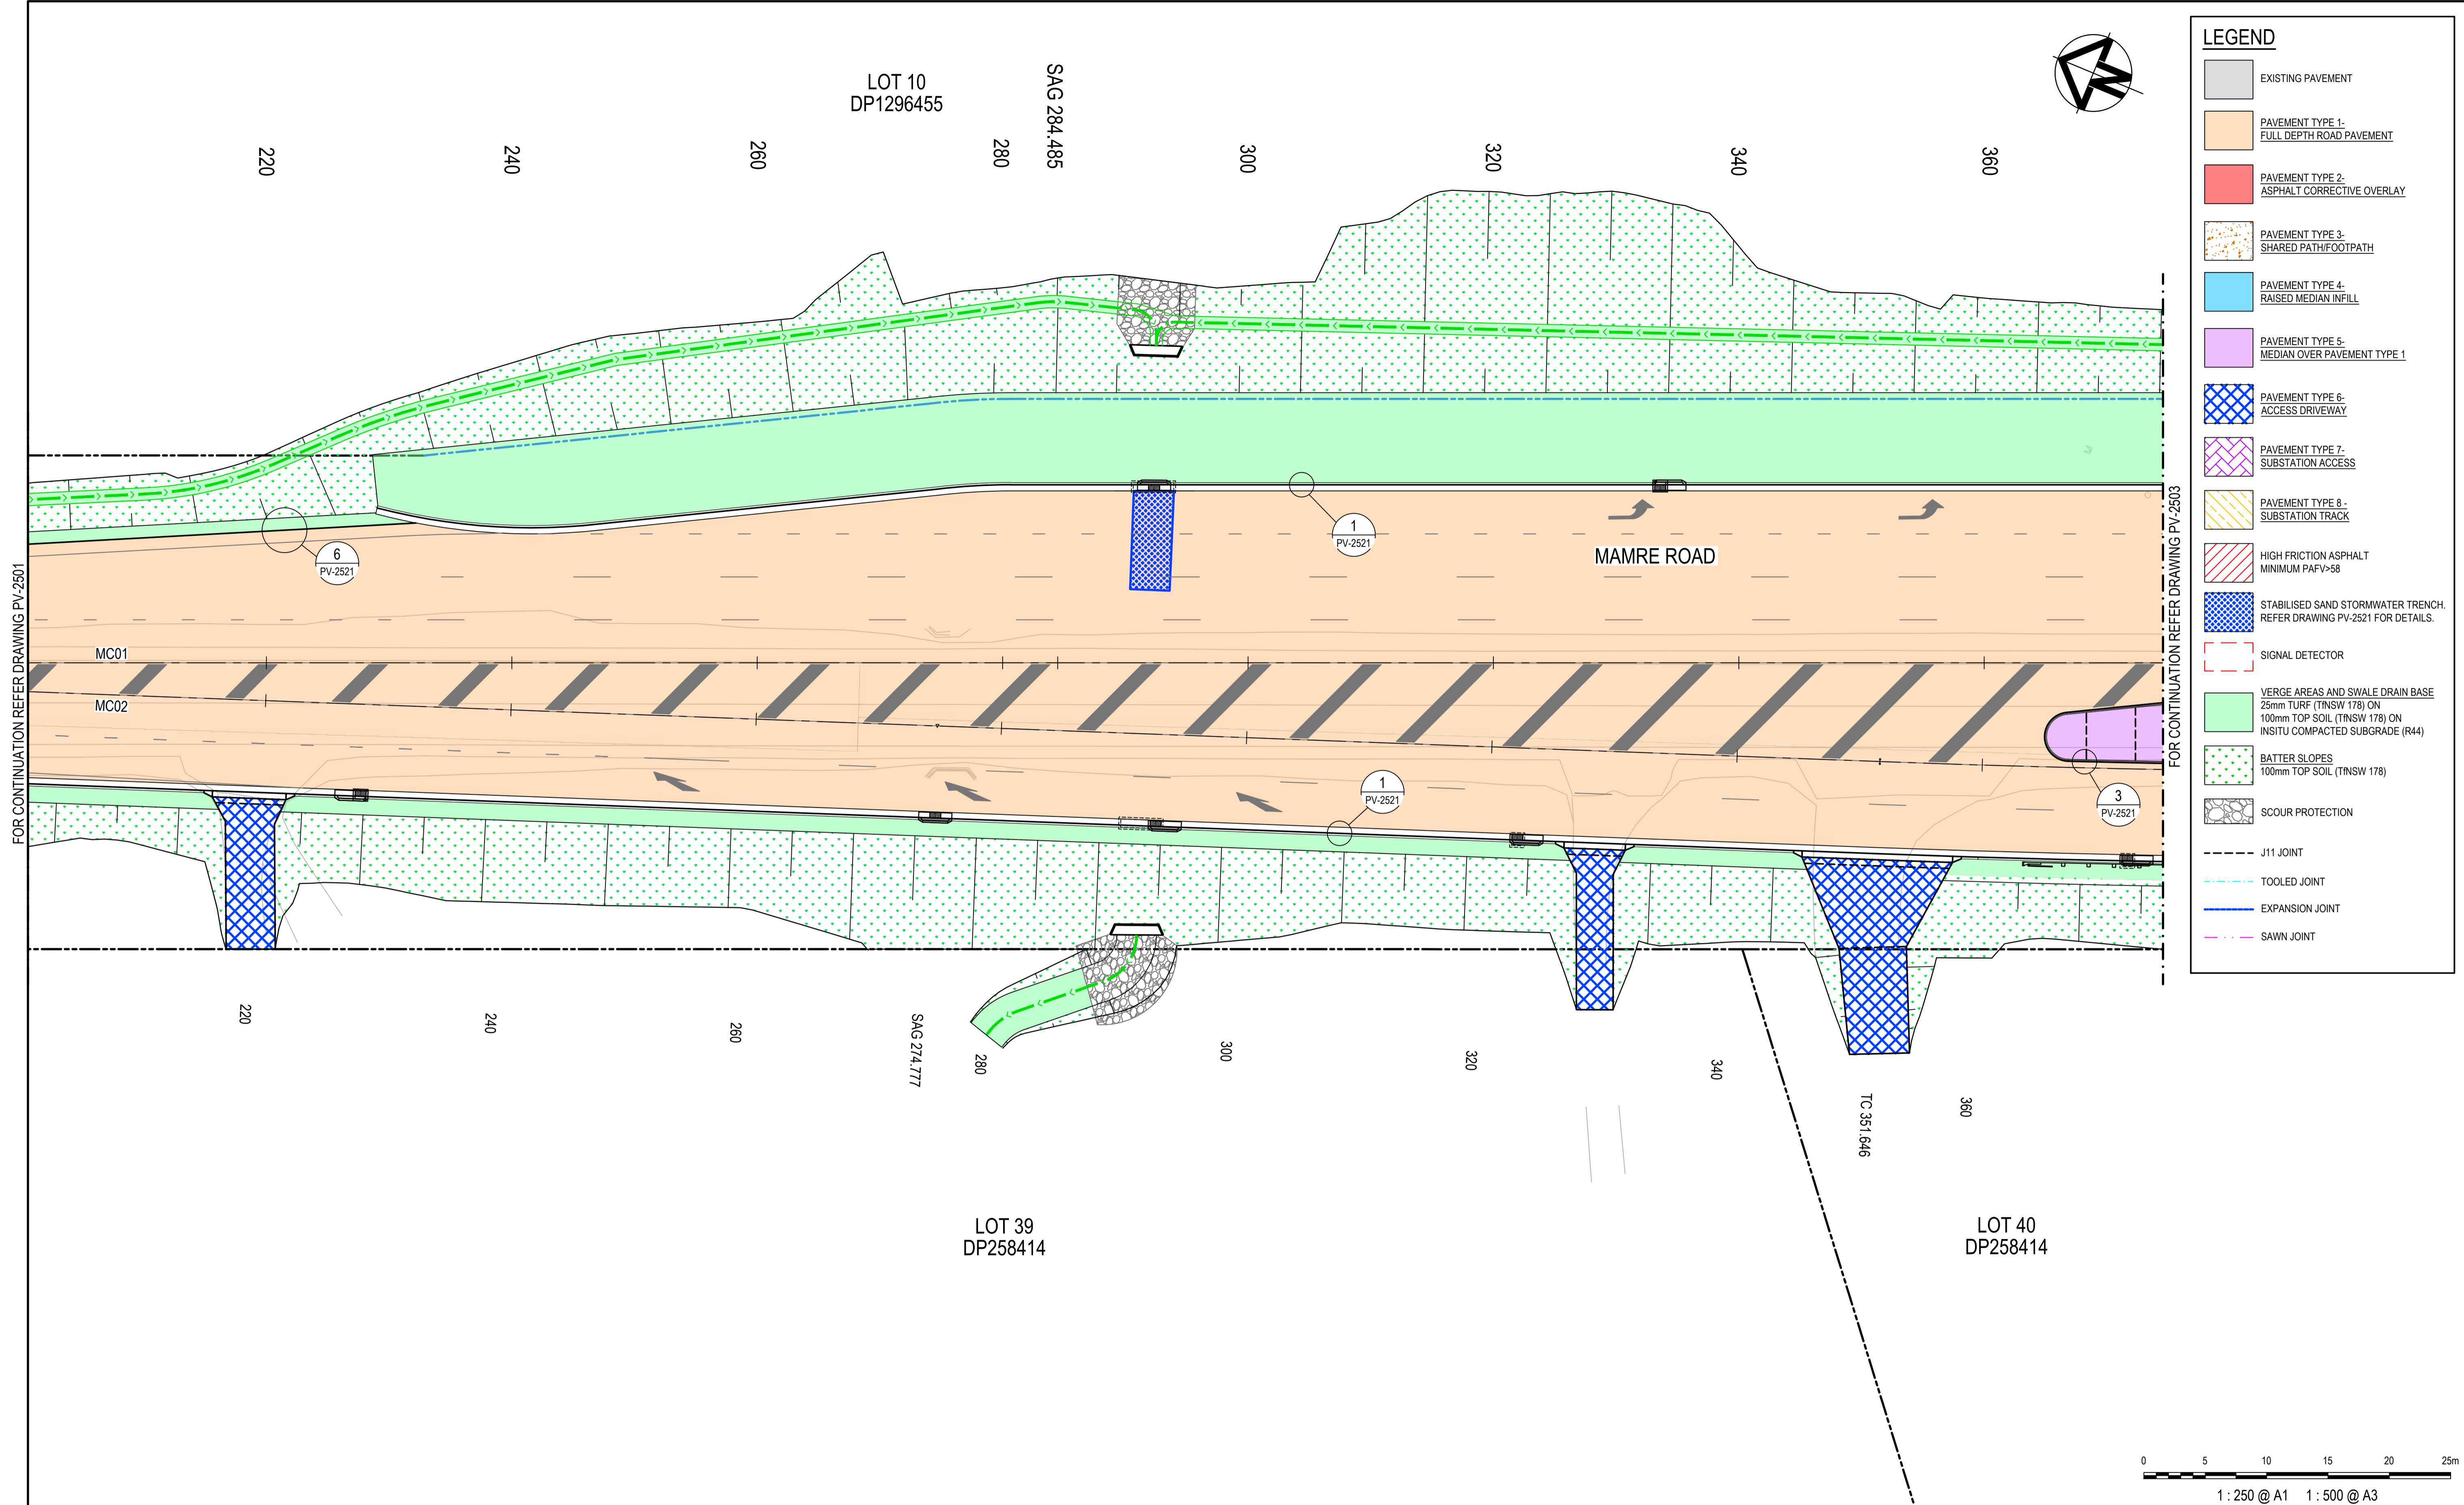 LOT 10
DP1296455
SAG 284.485
220
240
260
280
300
320
340
360
N
FOR CONTINUATION REFER DRAWING PV-2501
FOR CONTINUATION REFER DRAWING PV-2503
6
PV-2521
1
PV-2521
MAMRE ROAD
MC01
MC02
1
PV-2521
3
PV-2521
220
240
260
SAG 274.777
280
300
320
340
TC 351.646
360
LOT 39
DP258414
LOT 40
DP258414
LEGEND
EXISTING PAVEMENT
PAVEMENT TYPE 1-
FULL DEPTH ROAD PAVEMENT
PAVEMENT TYPE 2-
ASPHALT CORRECTIVE OVERLAY
PAVEMENT TYPE 3-
SHARED PATH/FOOTPATH
PAVEMENT TYPE 4-
RAISED MEDIAN INFILL
PAVEMENT TYPE 5-
MEDIAN OVER PAVEMENT TYPE 1
PAVEMENT TYPE 6-
ACCESS DRIVEWAY
PAVEMENT TYPE 7-
SUBSTATION ACCESS
PAVEMENT TYPE 8 -
SUBSTATION TRACK
HIGH FRICTION ASPHALT
MINIMUM PAFV>58
STABILISED SAND STORMWATER TRENCH.
REFER DRAWING PV-2521 FOR DETAILS.
SIGNAL DETECTOR
VERGE AREAS AND SWALE DRAIN BASE
25mm TURF (TfNSW 178) ON
100mm TOP SOIL (TfNSW 178) ON
INSITU COMPACTED SUBGRADE (R44)
BATTER SLOPES
100mm TOP SOIL (TfNSW 178)
SCOUR PROTECTION
J11 JOINT
TOOLED JOINT
EXPANSION JOINT
SAWN JOINT
0 5 10 15 20 25m
1 : 250 @ A1 1 : 500 @ A3